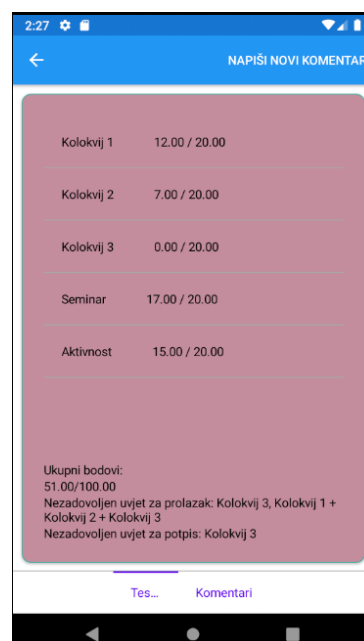 2:27
NAPIŠI NOVI KOMENTAR
Kolokvij 1 12.00 / 20.00
Kolokvij 2 7.00 / 20.00
Kolokvij 3 0.00 / 20.00
Seminar 17.00 / 20.00
Aktivnost 15.00 / 20.00
Ukupni bodovi:
51.00/100.00
Nezadovoljen uvjet za prolazak: Kolokvij 3, Kolokvij 1 +
Kolokvij 2 + Kolokvij 3
Nezadovoljen uvjet za potpis: Kolokvij 3
Tes... Komentari